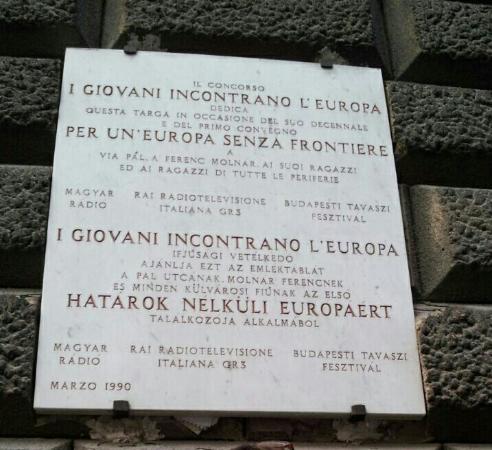 IL CONCORSO
I GIOVANI INCONTRANO L'EUROPA
DEDICA
QUESTA TARGA IN OCCASIONE DEL SUO DECENNALE
E DEL PRIMO CONVEGNO
PER UN'EUROPA SENZA FRONTIERE
A
VIA PÁL, A FERENC MOLNAR, AI SUOI RAGAZZI
ED AI RAGAZZI DI TUTTE LE PERIFERIE
MAGYAR RADIO RAI RADIOTELEVISIONE ITALIANA GR3 BUDAPESTI TAVASZI FESZTIVÁL
I GIOVANI INCONTRANO L'EUROPA
IFJÚSAGI VETÉLKEDŐ
AJÁNLJA EZT AZ EMLÉKTÁBLÁT
A PÁL UTCÁNAK, MOLNÁR FERENCNEK
ÉS MINDEN KÜLVÁROSI FIÚNAK AZ ELSŐ
HATÁROK NÉLKÜLI EURÓPÁÉRT
TALÁLKOZÓJA ALKALMÁBÓL
MAGYAR RÁDIÓ RAI RADIOTELEVISIONE ITALIANA GR3 BUDAPESTI TAVASZI FESZTIVÁL
MARZO 1990